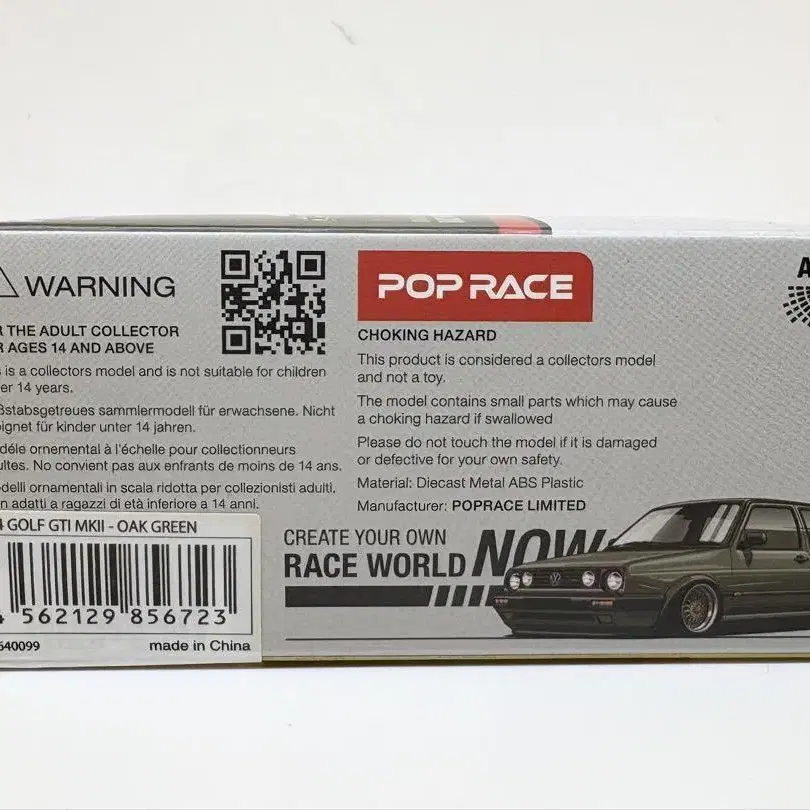 WARNING
THE ADULT COLLECTOR
AGES 14 AND ABOVE
is a collectors model and is not suitable for children
er 14 years.
ßstabsgetreues sammlermodell für erwachsene. Nicht
eignet für kinder unter 14 jahren.
déle ornemental à l'échelle pour collectionneurs
ultes. No convient pas aux enfrants de moins de 14 ans.
delli ornamentali in scala ridotta per collezionisti adulti.
n adatti a ragazzi di età inferiore a 14 anni.
4 GOLF GTI MKII - OAK GREEN
4 562129 856723
640099
made in China
POP RACE
CHOKING HAZARD
This product is considered a collectors model
and not a toy.
The model contains small parts which may cause
a choking hazard if swallowed
Please do not touch the model if it is damaged
or defective for your own safety.
Material: Diecast Metal ABS Plastic
Manufacturer: POPRACE LIMITED
CREATE YOUR OWN
RACE WORLD NOW
A